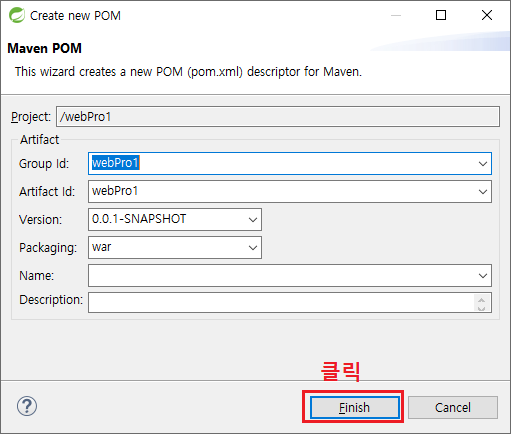 Create new POM
Maven POM
This wizard creates a new POM (pom.xml) descriptor for Maven.
Project: /webPro1
Artifact
Group Id: webPro1
Artifact Id: webPro1
Version: 0.0.1-SNAPSHOT
Packaging: war
Name:
Description:
클릭
? Finish Cancel